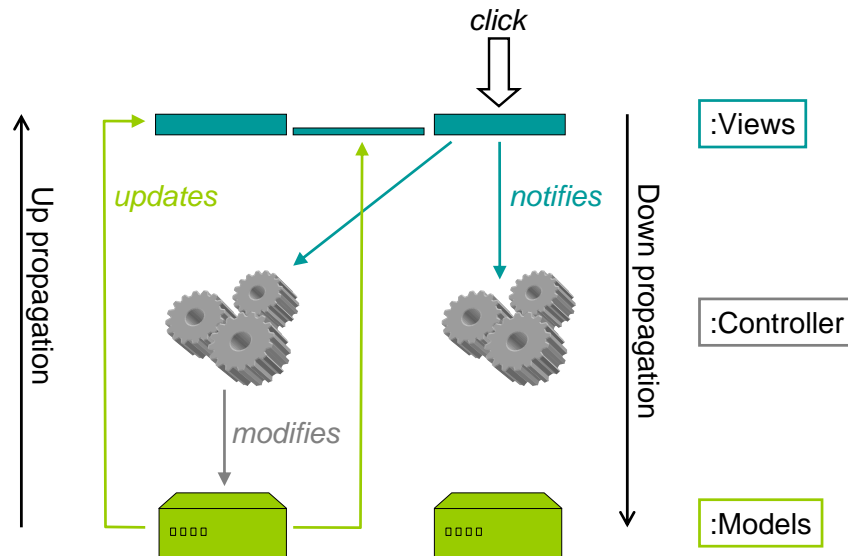 click
:Views
updates
notifies
Up propagation
Down propagation
:Controller
modifies
:Models